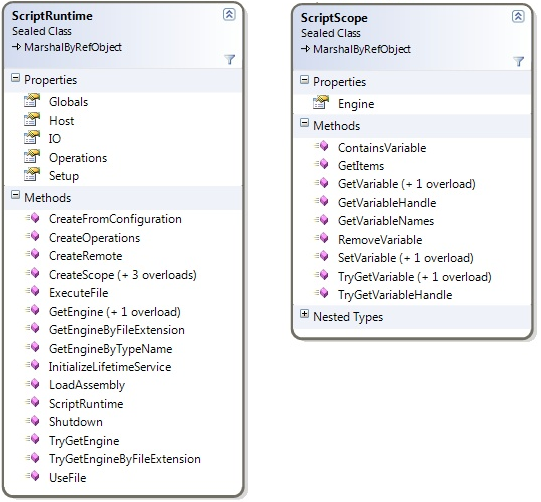 ScriptRuntime
Sealed Class
MarshalByRefObject
Properties
Globals
Host
IO
Operations
Setup
Methods
CreateFromConfiguration
CreateOperations
CreateRemote
CreateScope (+ 3 overloads)
ExecuteFile
GetEngine (+ 1 overload)
GetEngineByFileExtension
GetEngineByTypeName
InitializeLifetimeService
LoadAssembly
ScriptRuntime
Shutdown
TryGetEngine
TryGetEngineByFileExtension
UseFile
ScriptScope
Sealed Class
MarshalByRefObject
Properties
Engine
Methods
ContainsVariable
GetItems
GetVariable (+ 1 overload)
GetVariableHandle
GetVariableNames
RemoveVariable
SetVariable (+ 1 overload)
TryGetVariable (+ 1 overload)
TryGetVariableHandle
Nested Types